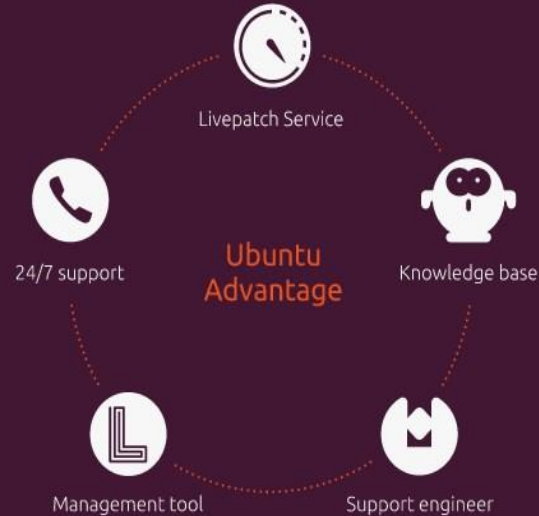 Livepatch Service
24/7 support
Ubuntu
Advantage
Knowledge base
Management tool
Support engineer